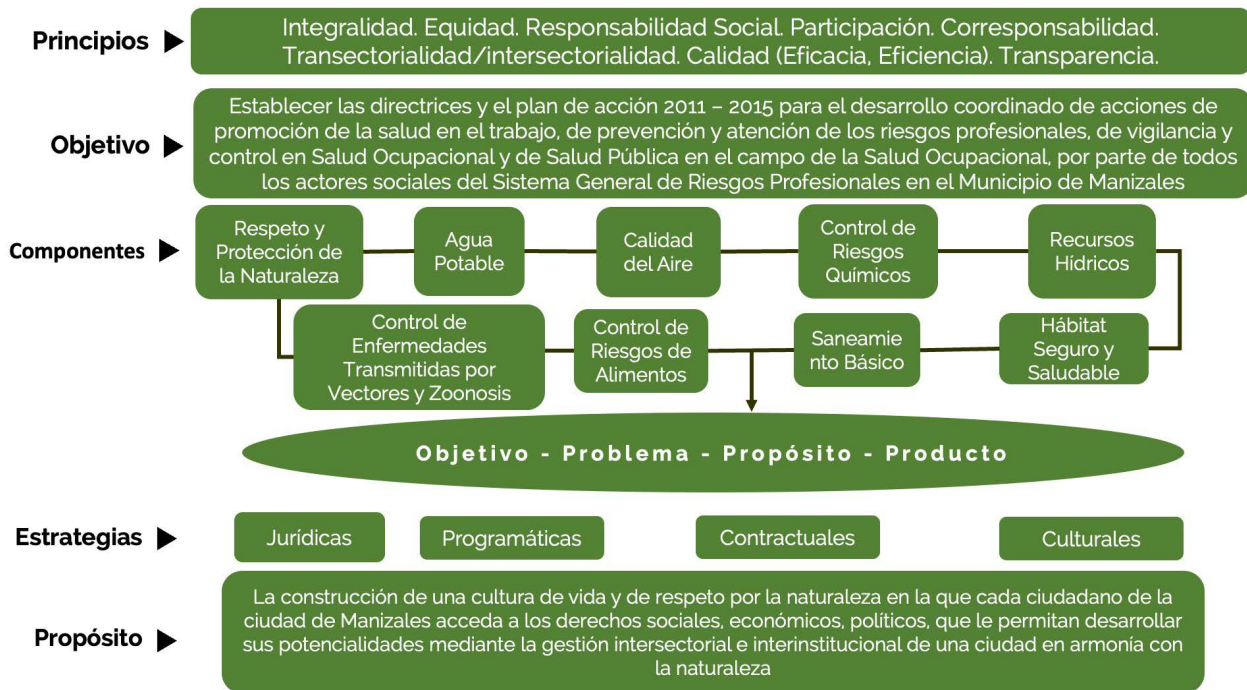 Principios
Integralidad. Equidad. Responsabilidad Social. Participación. Corresponsabilidad.
Transectorialidad/intersectorialidad. Calidad (Eficacia, Eficiencia). Transparencia.
Objetivo
Establecer las directrices y el plan de acción 2011 – 2015 para el desarrollo coordinado de acciones de
promoción de la salud en el trabajo, de prevención y atención de los riesgos profesionales, de vigilancia y
control en Salud Ocupacional y de Salud Pública en el campo de la Salud Ocupacional, por parte de todos
los actores sociales del Sistema General de Riesgos Profesionales en el Municipio de Manizales
Componentes
Respeto y
Protección de
la Naturaleza
Agua
Potable
Calidad
del Aire
Control de
Riesgos
Químicos
Recursos
Hídricos
Control de
Enfermedades
Transmitidas por
Vectores y Zoonosis
Control de
Riesgos de
Alimentos
Saneamie
nto Básico
Hábitat
Seguro y
Saludable
Objetivo - Problema - Propósito - Producto
Estrategias
Jurídicas
Programáticas
Contractuales
Culturales
Propósito
La construcción de una cultura de vida y de respeto por la naturaleza en la que cada ciudadano de la
ciudad de Manizales acceda a los derechos sociales, económicos, políticos, que le permitan desarrollar
sus potencialidades mediante la gestión intersectorial e interinstitucional de una ciudad en armonía con
la naturaleza